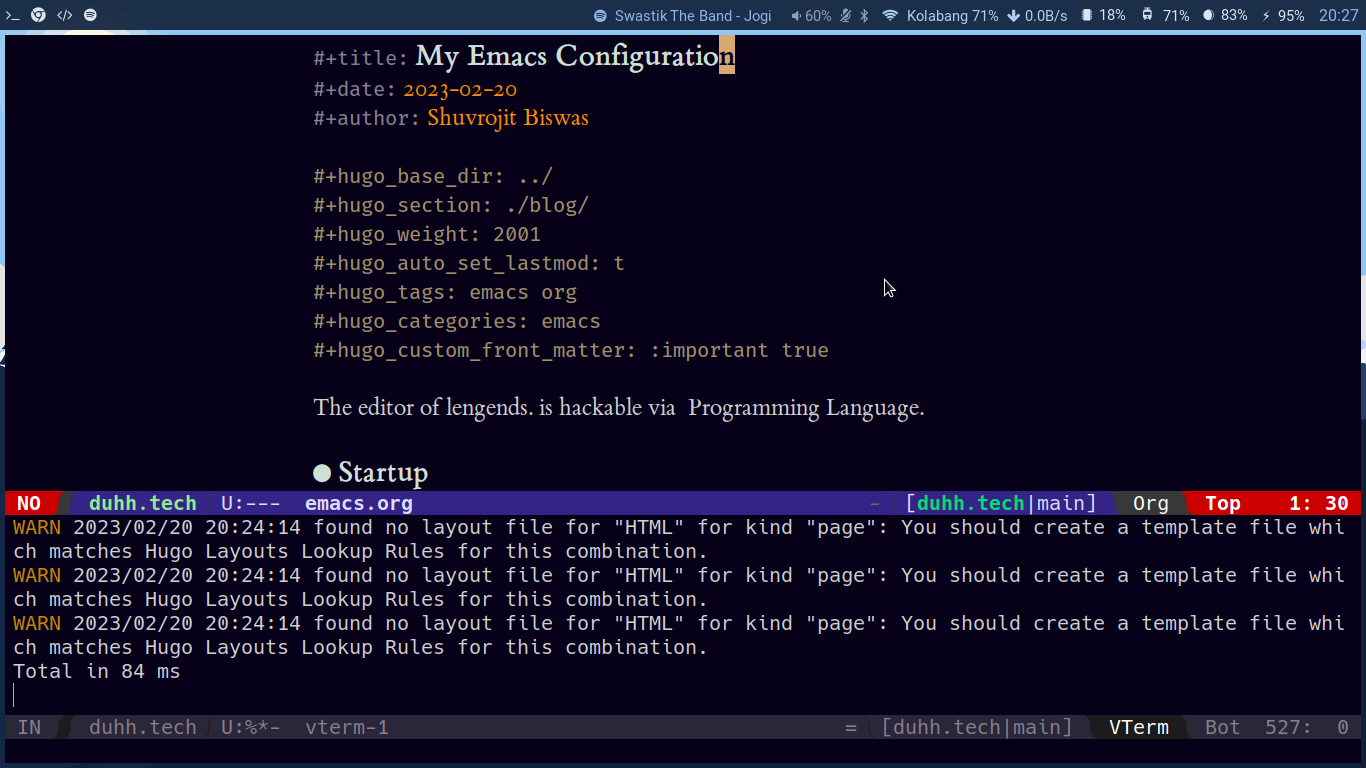 >_ </> Swastik The Band - Jogi 60% Kolabang 71% 0.0B/s 18% 71% 83% 95% 20:27
#+title: My Emacs Configuration
#+date: 2023-02-20
#+author: Shuvrojit Biswas
#+hugo_base_dir: ../
#+hugo_section: ./blog/
#+hugo_weight: 2001
#+hugo_auto_set_lastmod: t
#+hugo_tags: emacs org
#+hugo_categories: emacs
#+hugo_custom_front_matter: :important true
The editor of lengends. is hackable via  Programming Language.
● Startup
NO duhh.tech U:--- emacs.org - [duhh.tech|main] Org Top 1: 30
WARN 2023/02/20 20:24:14 found no layout file for "HTML" for kind "page": You should create a template file whi
ch matches Hugo Layouts Lookup Rules for this combination.
WARN 2023/02/20 20:24:14 found no layout file for "HTML" for kind "page": You should create a template file whi
ch matches Hugo Layouts Lookup Rules for this combination.
WARN 2023/02/20 20:24:14 found no layout file for "HTML" for kind "page": You should create a template file whi
ch matches Hugo Layouts Lookup Rules for this combination.
Total in 84 ms
IN duhh.tech U:%*- vterm-1 = [duhh.tech|main] VTerm Bot 527: 0